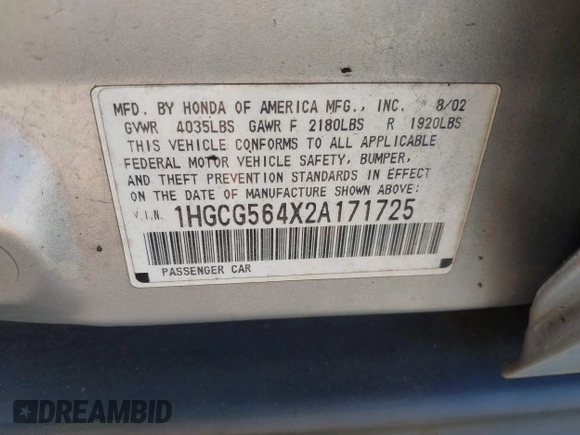 MFD. BY HONDA OF AMERICA MFG., INC. 8/02
GVWR 4035LBS GAWR F 2180LBS R 1920LBS
THIS VEHICLE CONFORMS TO ALL APPLICABLE
FEDERAL MOTOR VEHICLE SAFETY, BUMPER,
AND THEFT PREVENTION STANDARDS IN EFFECT
ON THE DATE OF MANUFACTURE SHOWN ABOVE:
V.I.N. 1HGCG564X2A171725
PASSENGER CAR
DREAMBID